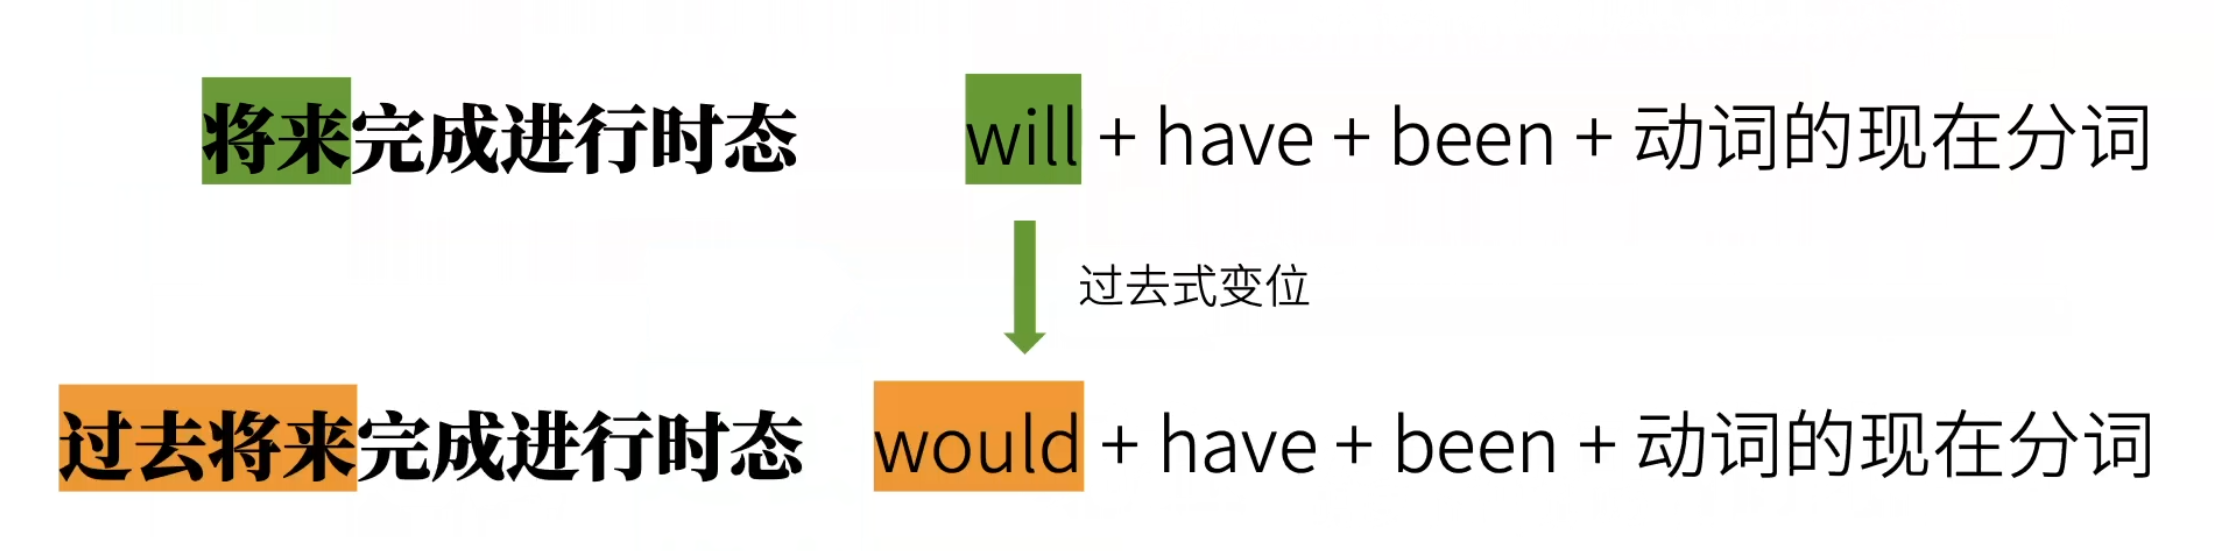 将来完成进行时态 will + have + been + 动词的现在分词
过去式变位
过去将来完成进行时态 would + have + been + 动词的现在分词